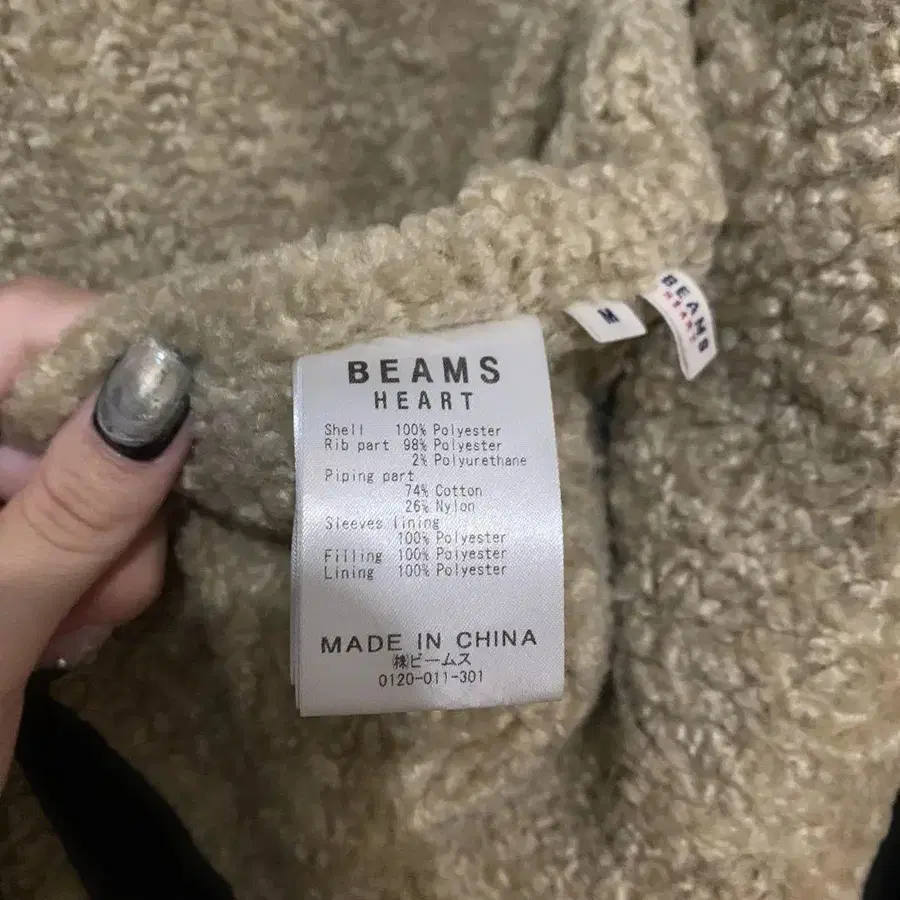 BEAMS
HEART
Shell 100% Polyester
Rib part 98% Polyester
2% Polyurethane
Piping part
74% Cotton
26% Nylon
Sleeves lining
100% Polyester
Filling 100% Polyester
Lining 100% Polyester
MADE IN CHINA
㈱ビームス
0120-011-301
M
BEAMS
HEART